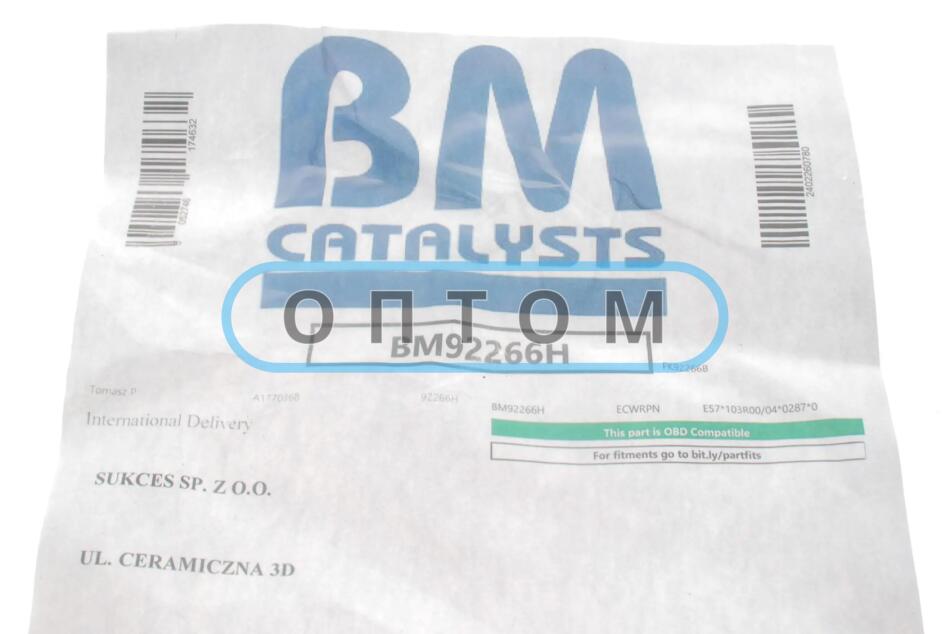 BM
CATALYSTS
174632
2402260780
ОПТОМ
BM92266H
FK92266B
Tomasz P
92266H
BM92266H ECWRPN E57*103R00/04*0287*0
International Delivery
This part is OBD Compatible
For fitments go to bit.ly/partfits
SUKCES SP. Z O.O.
UL. CERAMICZNA 3D